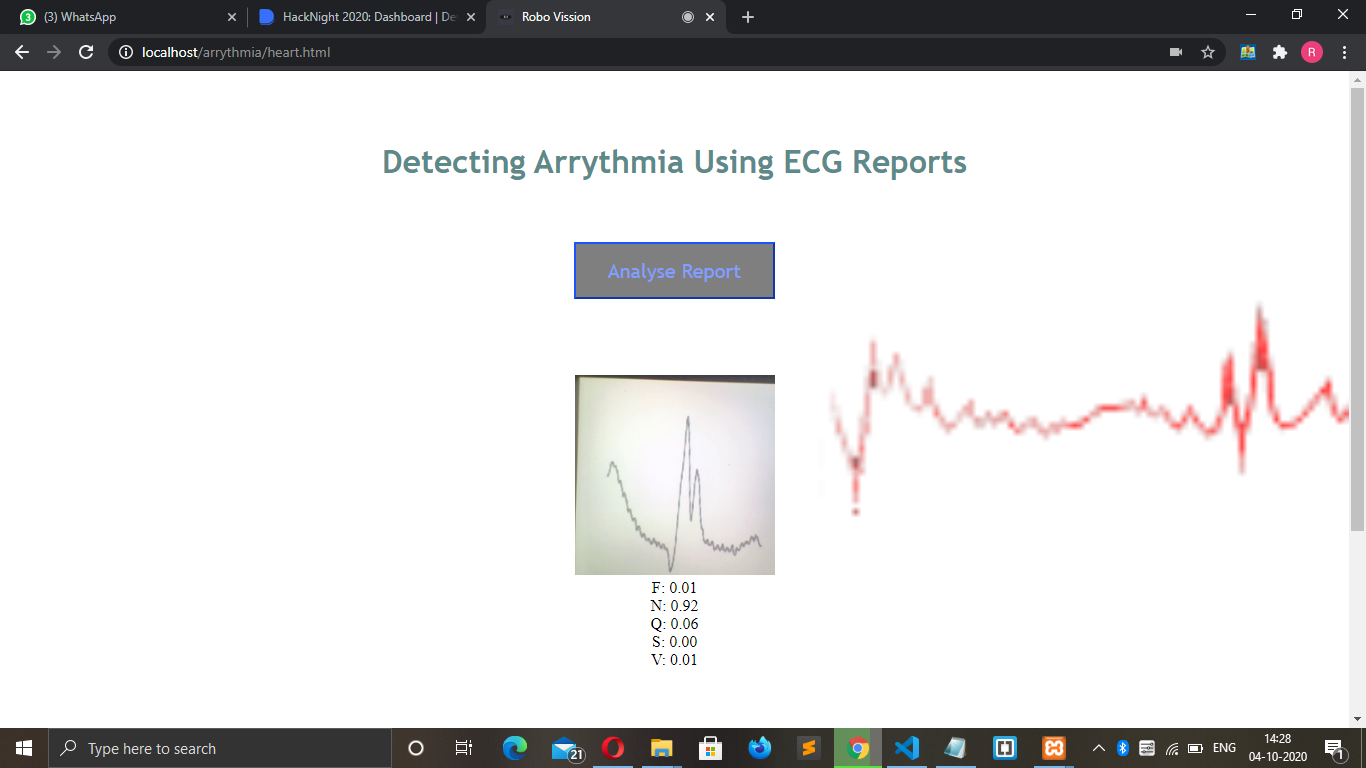 (3) WhatsApp
HackNight 2020: Dashboard | De
Robo Vission
localhost/arrythmia/heart.html
R
Detecting Arrythmia Using ECG Reports
Analyse Report
F: 0.01
N: 0.92
Q: 0.06
S: 0.00
V: 0.01
Type here to search
21
ENG
14:28
04-10-2020
1